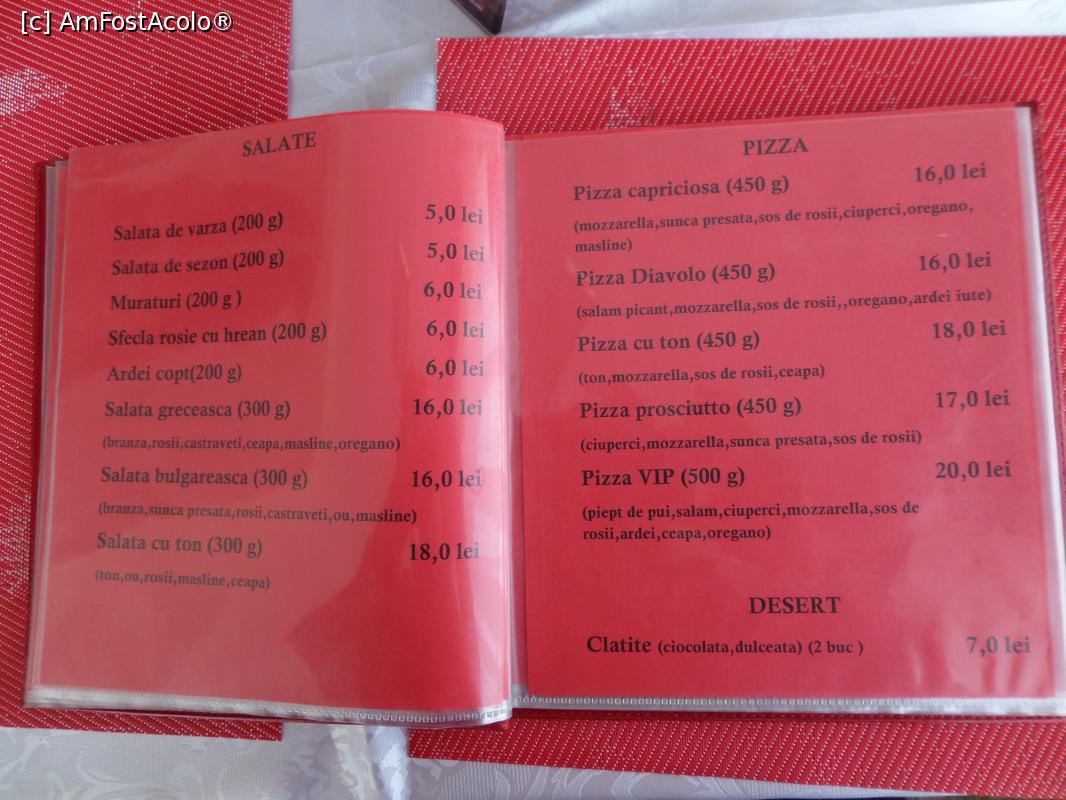 [c] AmFostAcolo®
SALATE
Salata de varza (200 g) 5,0 lei
Salata de sezon (200 g) 5,0 lei
Muraturi (200 g ) 6,0 lei
Sfecla rosie cu hrean (200 g) 6,0 lei
Ardei copt(200 g) 6,0 lei
Salata greceasca (300 g) 16,0 lei
(branza,rosii,castraveti,ceapa,masline,oregano)
Salata bulgareasca (300 g) 16,0 lei
(branza,sunca presata,rosii,castraveti,ou,masline)
Salata cu ton (300 g) 18,0 lei
(ton,ou,rosii,masline,ceapa)
PIZZA
Pizza capriciosa (450 g) 16,0 lei
(mozzarella,sunca presata,sos de rosii,ciuperci,oregano,
masline)
Pizza Diavolo (450 g) 16,0 lei
(salam picant,mozzarella,sos de rosii,,oregano,ardei iute)
Pizza cu ton (450 g) 18,0 lei
(ton,mozzarella,sos de rosii,ceapa)
Pizza prosciutto (450 g) 17,0 lei
(ciuperci,mozzarella,sunca presata,sos de rosii)
Pizza VIP (500 g) 20,0 lei
(piept de pui,salam,ciuperci,mozzarella,sos de
rosii,ardei,ceapa,oregano)
DESERT
Clatite (ciocolata,dulceata) (2 buc ) 7,0 lei